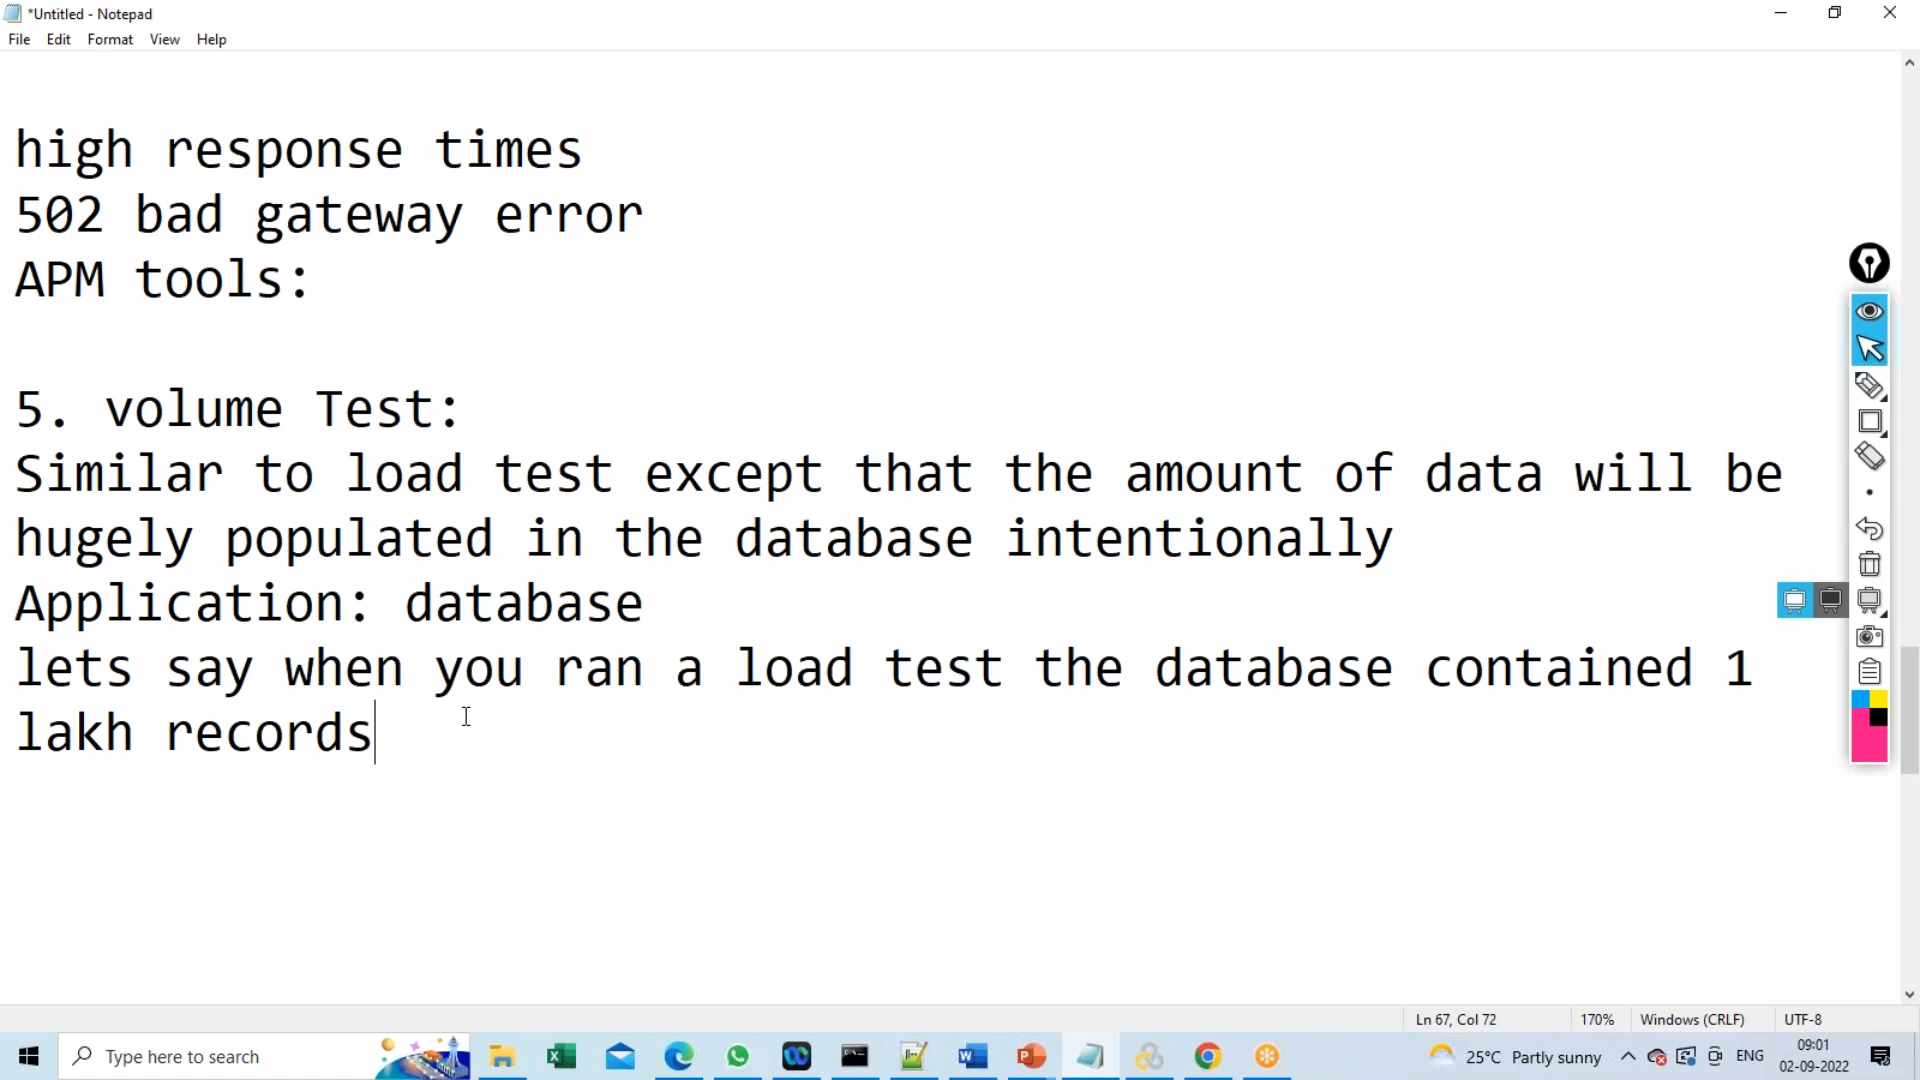 *Untitled - Notepad
File Edit Format View Help
high response times
502 bad gateway error
APM tools:
5. volume Test:
Similar to load test except that the amount of data will be
hugely populated in the database intentionally
Application: database
lets say when you ran a load test the database contained 1
lakh records
Ln 67, Col 72 170% Windows (CRLF) UTF-8
Type here to search
25°C Partly sunny ENG
09:01
02-09-2022